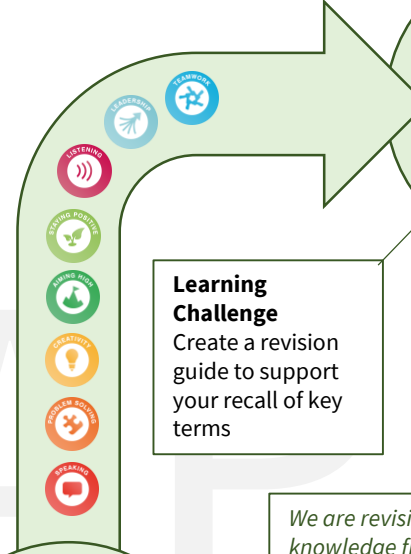 TEAMWORK
LEADERSHIP
LISTENING
STAYING POSITIVE
AIMING HIGH
CREATIVITY
PROBLEM SOLVING
SPEAKING
Learning
Challenge
Create a revision
guide to support
your recall of key
terms
We are revisi
knowledge f